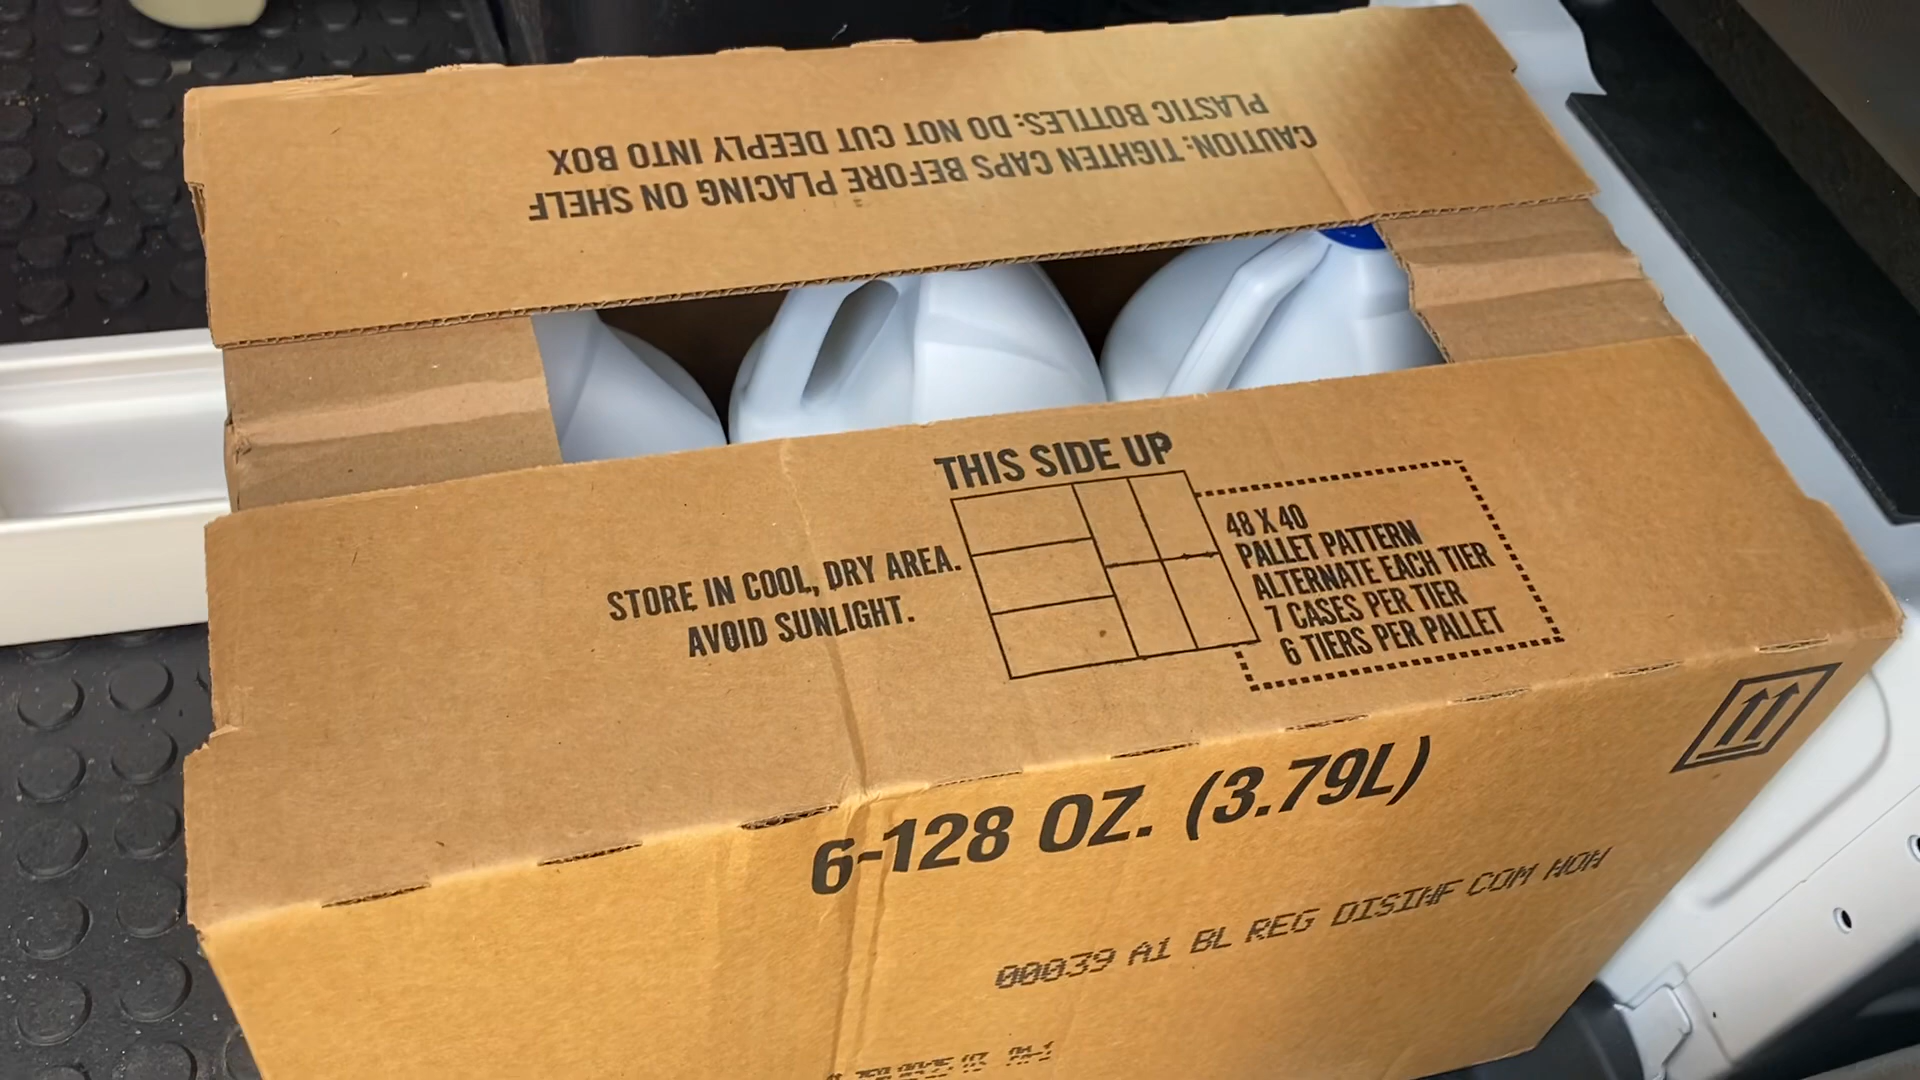 CAUTION: TIGHTEN CAPS BEFORE PLACING ON SHELF
PLASTIC BOTTLES: DO NOT CUT DEEPLY INTO BOX
THIS SIDE UP
STORE IN COOL, DRY AREA.
AVOID SUNLIGHT.
48 X 40
PALLET PATTERN
ALTERNATE EACH TIER
7 CASES PER TIER
6 TIERS PER PALLET
6-128 OZ. (3.79L)
00039 A1 BL REG DISINF COM HOH